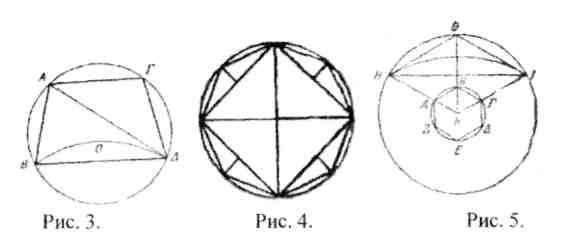 A Г
B O Δ
Рис. 3.
Рис. 4.
Θ
H I
B
A Г
Z Δ
E
Рис. 5.